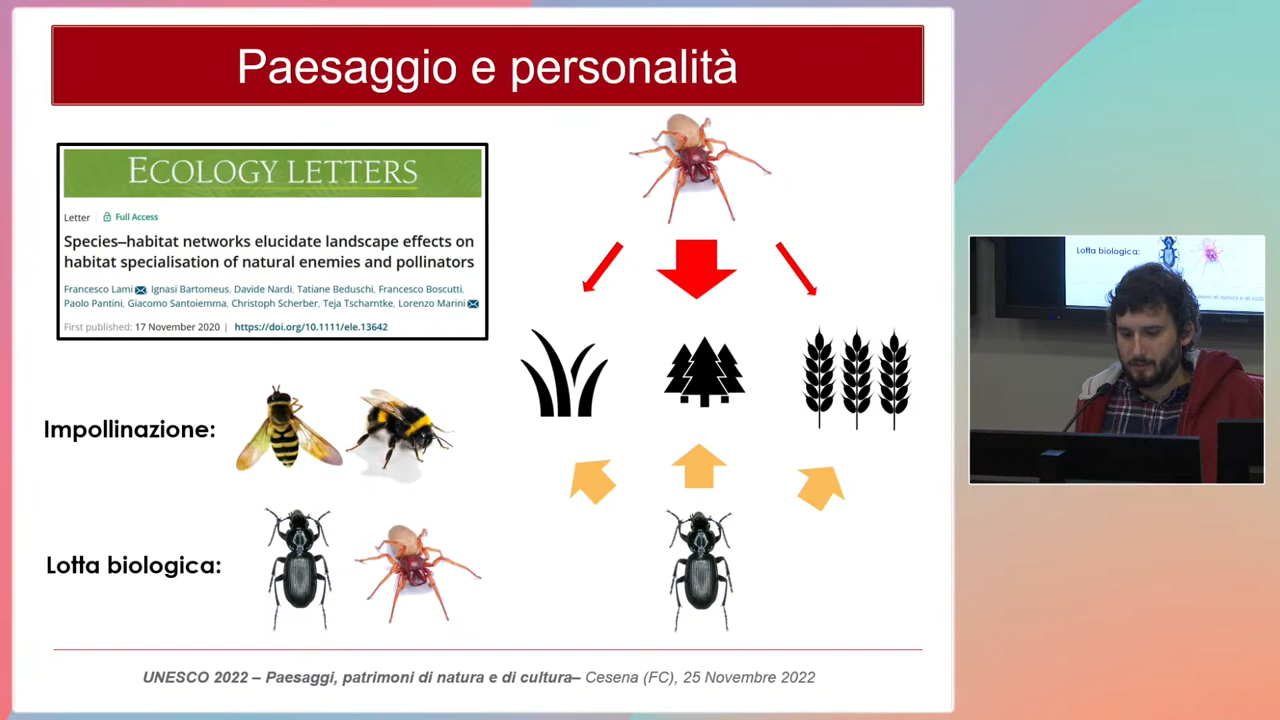 Paesaggio e personalità
ECOLOGY LETTERS
Letter | Full Access
Species–habitat networks elucidate landscape effects on
habitat specialisation of natural enemies and pollinators
Francesco Lami, Ignasi Bartomeus, Davide Nardi, Tatiane Beduschi, Francesco Boscutti,
Paolo Pantini, Giacomo Santoiemma, Christoph Scherber, Teja Tscharntke, Lorenzo Marini
First published: 17 November 2020 | https://doi.org/10.1111/ele.13642
Impollinazione:
Lotta biologica:
UNESCO 2022 – Paesaggi, patrimoni di natura e di cultura– Cesena (FC), 25 Novembre 2022
Lotta biologica: